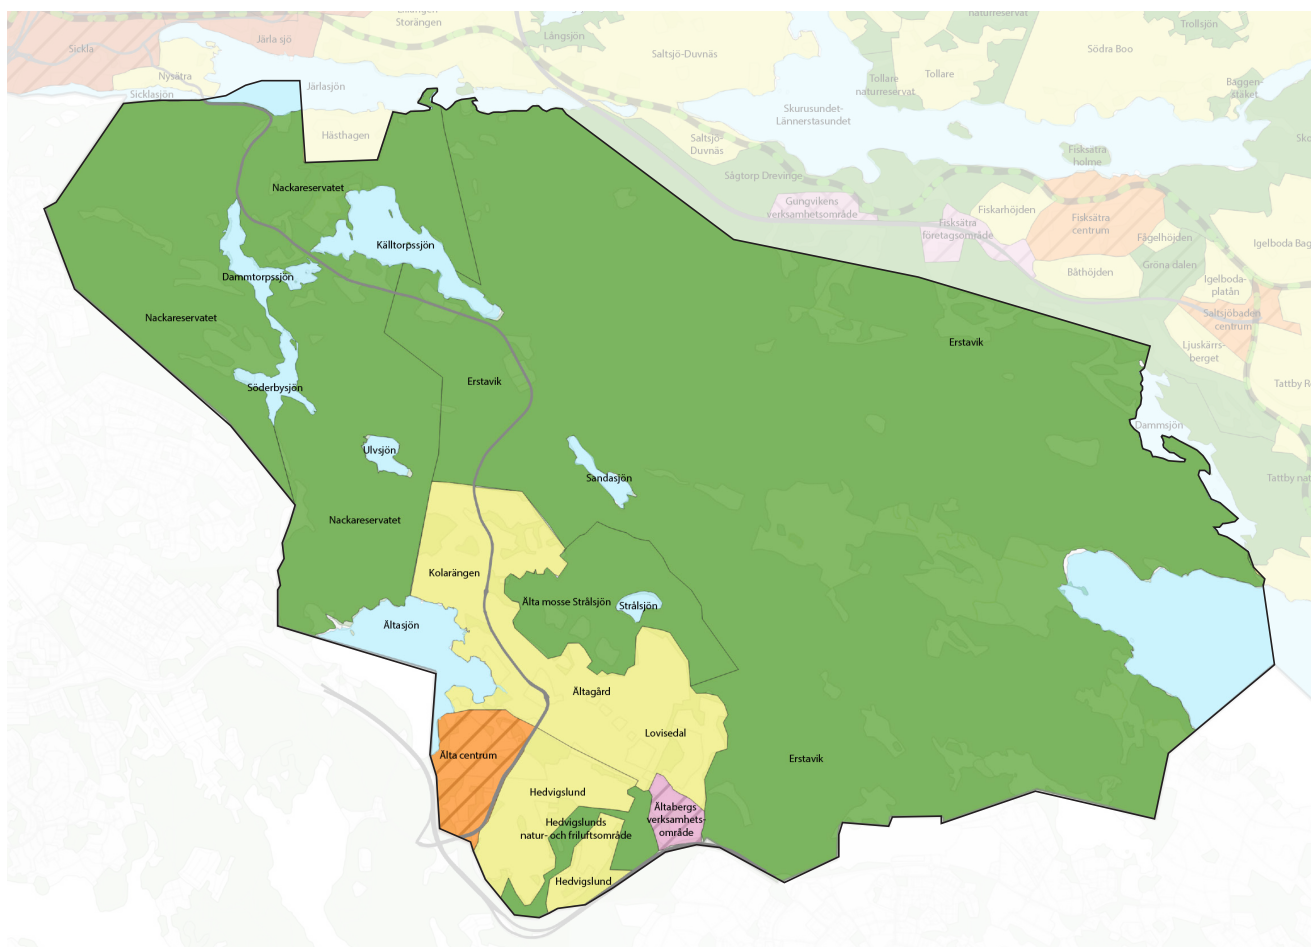 naturreservat
Trollsjön
Storängen
Långsjön
Järla sjö
Sickla
Saltsjö-Duvnäs
Södra Boo
Nysätra
Tollare
Tollare
naturreservat
Baggen-
stäket
Järlasjön
Sicklasjön
Skurusundet-
Lännerstasundet
Hästhagen
Saltsjö-
Duvnäs
Fisksätra
holme
Sågtorp Drevinge
Nackareservatet
Gungvikens
verksamhetsområde
Fiskarhöjden
Fisksätra
centrum
Fisksätra
företagsområde
Fågelhöjden
Källtorpssjön
Igelboda
Gröna dalen
Båthöjden
Dammtorpssjön
Igelboda-
platån
Saltsjöbaden
centrum
Nackareservatet
Erstavik
Ljuskärrs-
berget
Erstavik
Tattby
Söderbysjön
Dammsjön
Ulvsjön
Sandasjön
Tattby
Nackareservatet
Kolarängen
Älta mosse Strålsjön
Strålsjön
Ältasjön
Ältagård
Lovisedal
Älta centrum
Erstavik
Hedvigslund
Ältabergs
verksamhets-
område
Hedvigslunds
natur- och friluftsområde
Hedvigslund